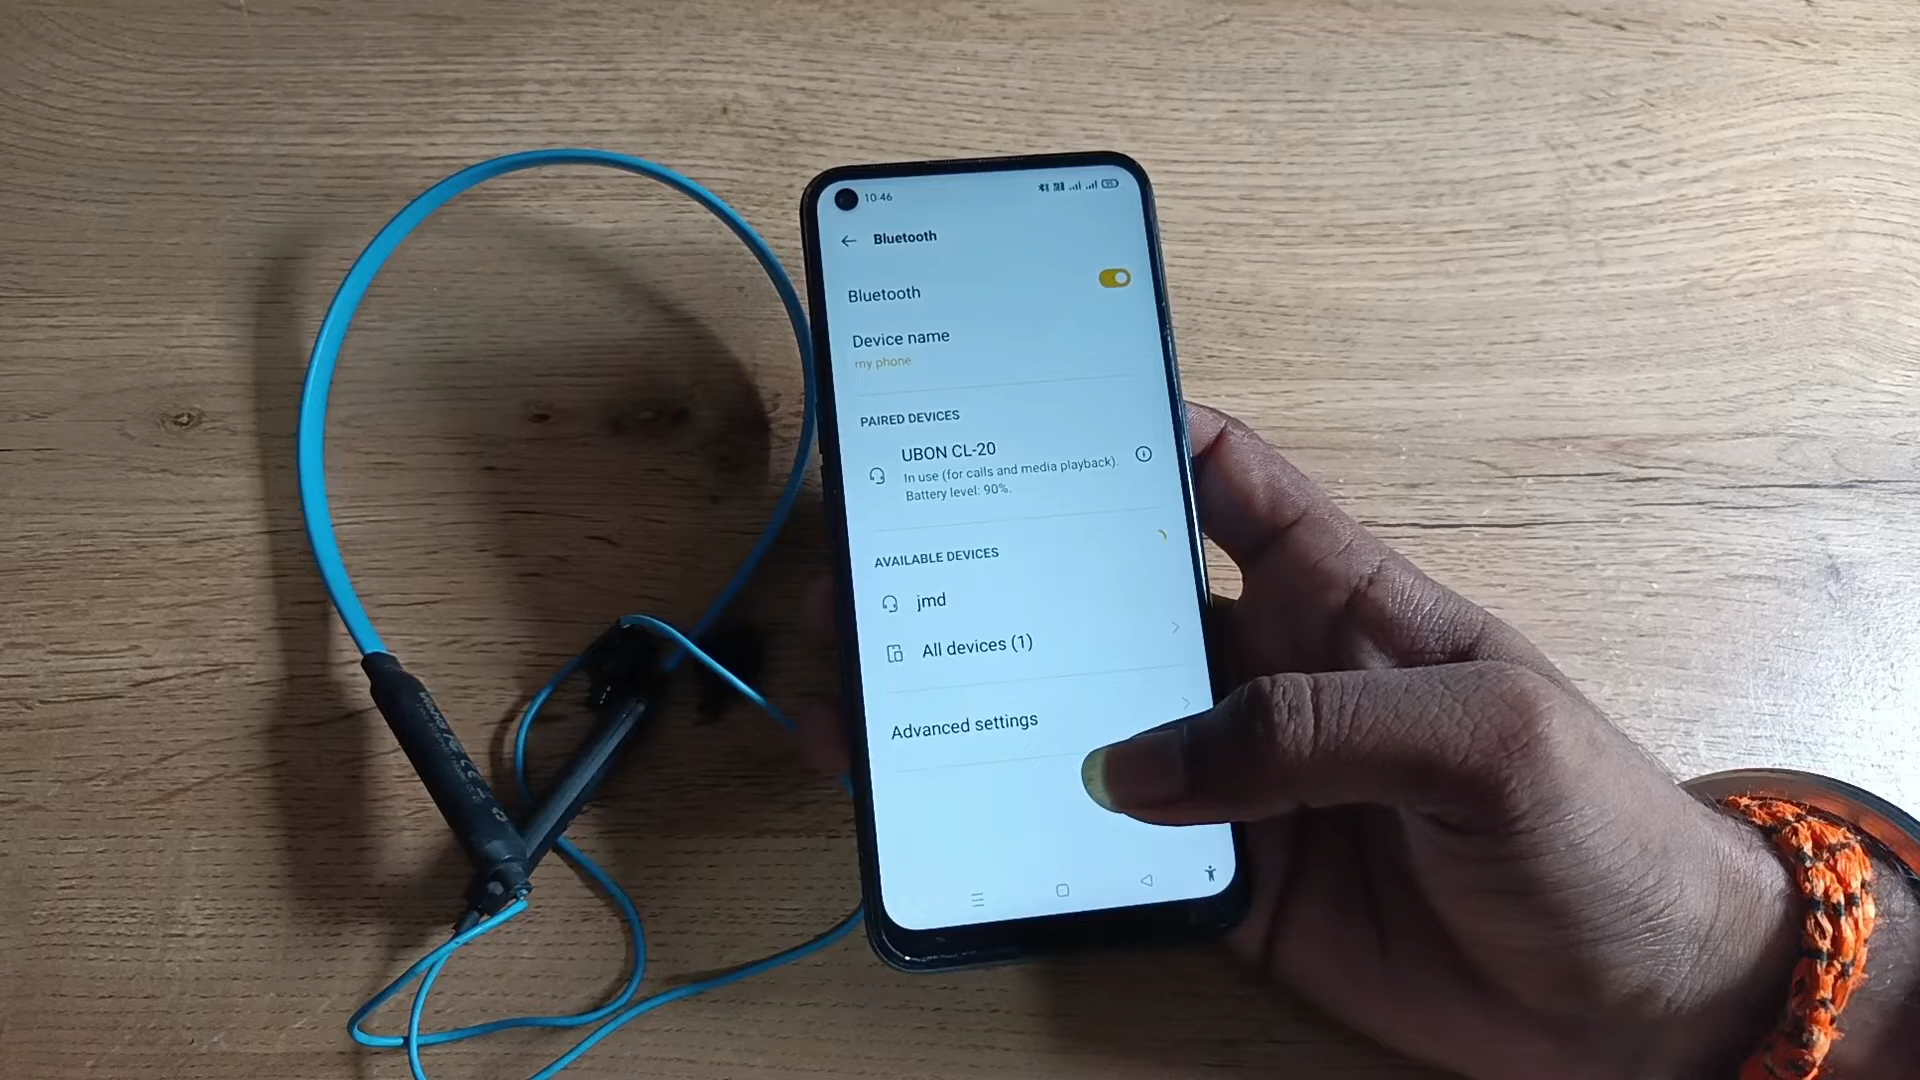 10:46
Bluetooth
Bluetooth
Device name
my phone
PAIRED DEVICES
UBON CL-20
In use (for calls and media playback).
Battery level: 90%.
AVAILABLE DEVICES
jmd
All devices (1)
Advanced settings